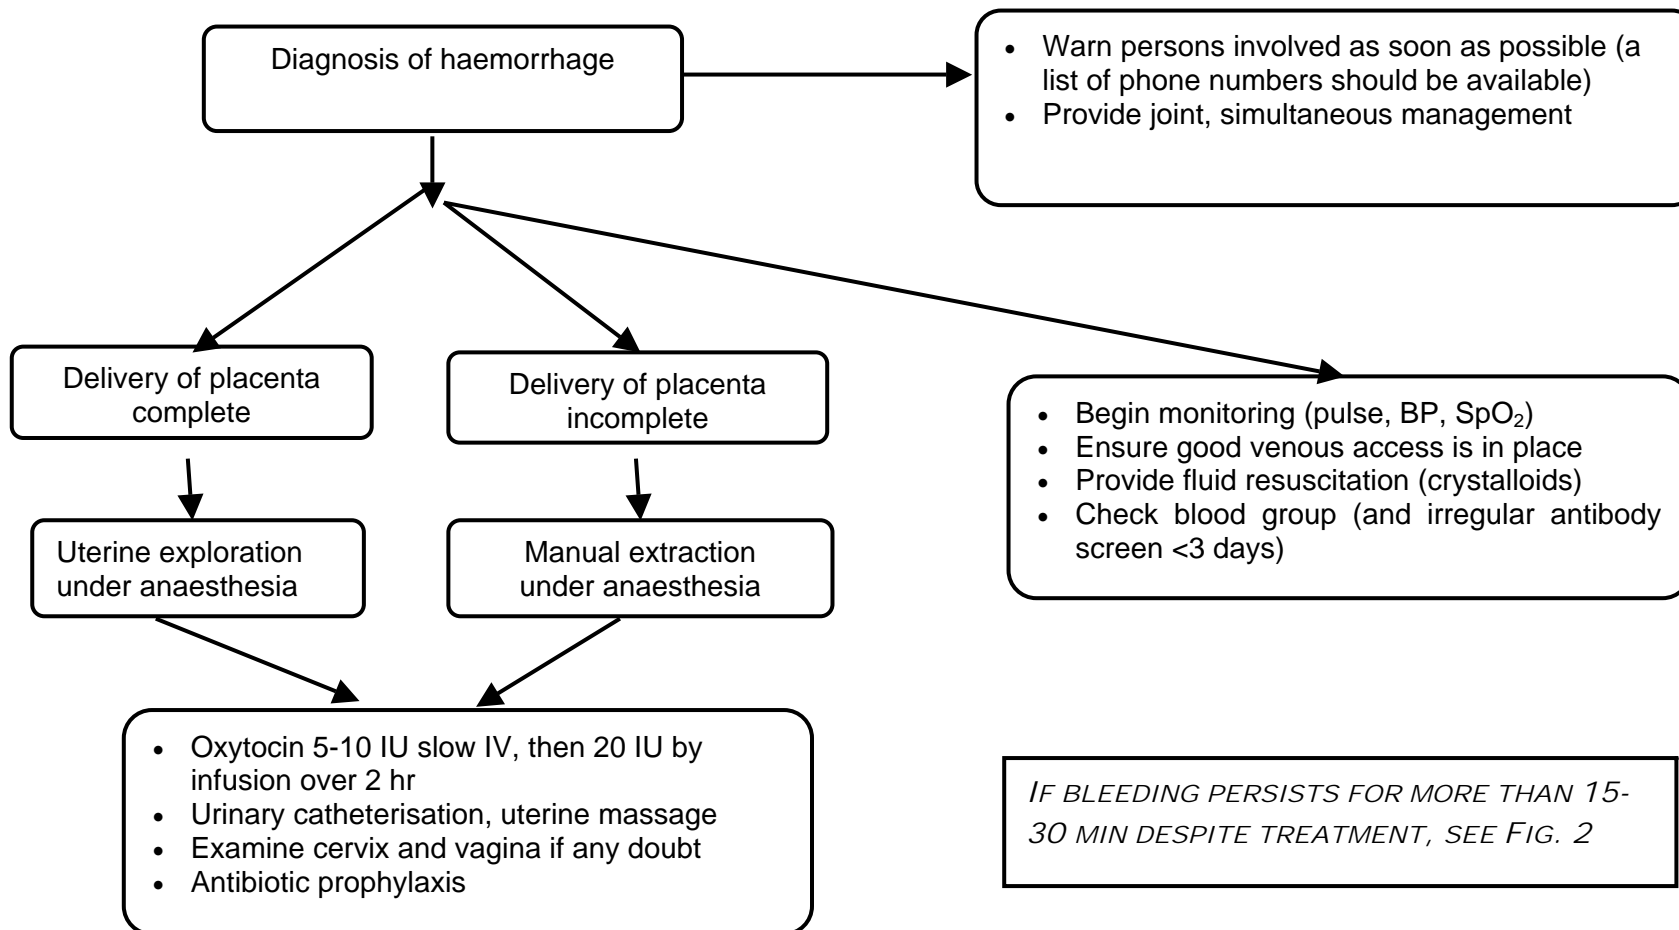 Diagnosis of haemorrhage
• Warn persons involved as soon as possible (a
list of phone numbers should be available)
• Provide joint, simultaneous management
Delivery of placenta
complete
Delivery of placenta
incomplete
• Begin monitoring (pulse, BP, SpO₂)
• Ensure good venous access is in place
• Provide fluid resuscitation (crystalloids)
• Check blood group (and irregular antibody
screen <3 days)
Uterine exploration
under anaesthesia
Manual extraction
under anaesthesia
• Oxytocin 5-10 IU slow IV, then 20 IU by
infusion over 2 hr
• Urinary catheterisation, uterine massage
• Examine cervix and vagina if any doubt
• Antibiotic prophylaxis
IF BLEEDING PERSISTS FOR MORE THAN 15-
30 MIN DESPITE TREATMENT, SEE FIG. 2